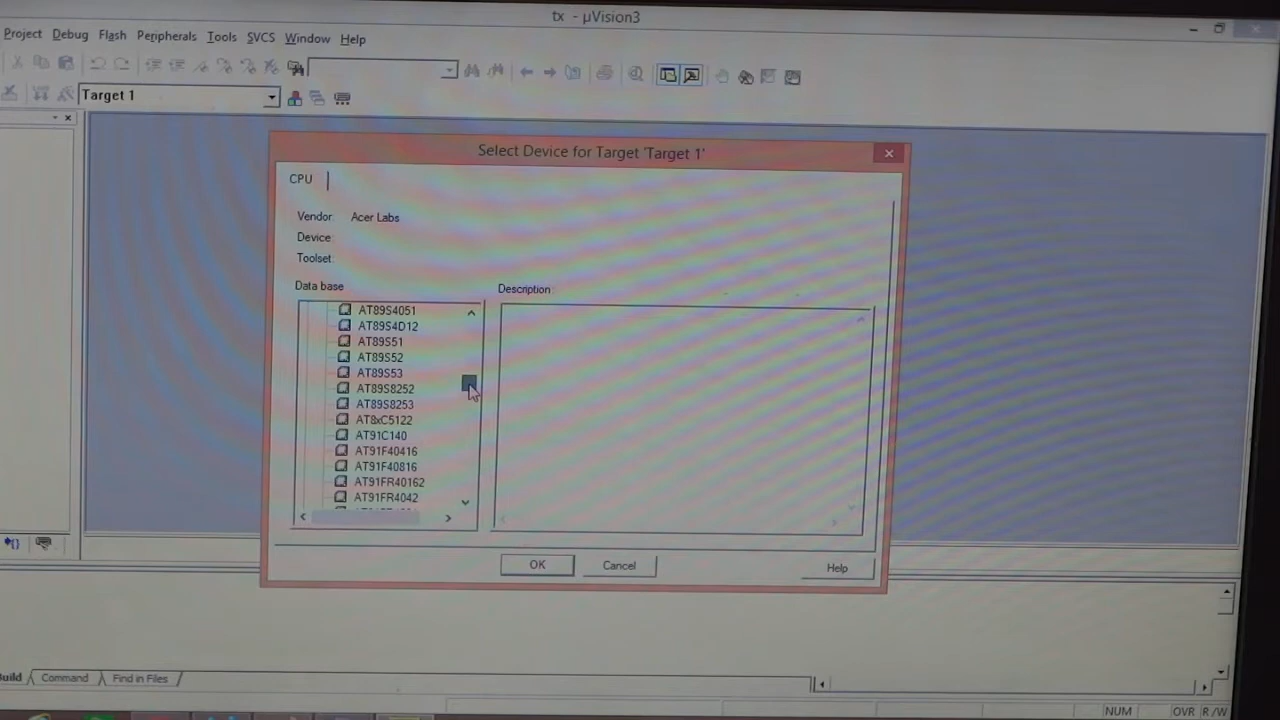 tx - µVision3
Project Debug Flash Peripherals Tools SVCS Window Help
Target 1
Select Device for Target 'Target 1'
CPU
Vendor: Acer Labs
Device:
Toolset:
Data base
Description:
AT89S4051
AT89S4D12
AT89S51
AT89S52
AT89S53
AT89S8252
AT89S8253
AT8xC5122
AT91C140
AT91F40416
AT91F40816
AT91FR40162
AT91FR4042
OK Cancel Help
Build Command Find in Files
NUM OVR R/W